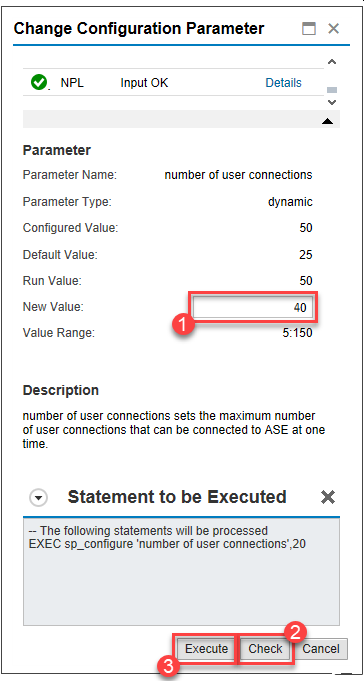 Change Configuration Parameter
NPL Input OK Details
Parameter
Parameter Name: number of user connections
Parameter Type: dynamic
Configured Value: 50
Default Value: 25
Run Value: 50
New Value: 40
1
Value Range: 5:150
Description
number of user connections sets the maximum number
of user connections that can be connected to ASE at one
time.
Statement to be Executed
-- The following statements will be processed
EXEC sp_configure 'number of user connections',20
2
Execute Check Cancel
3